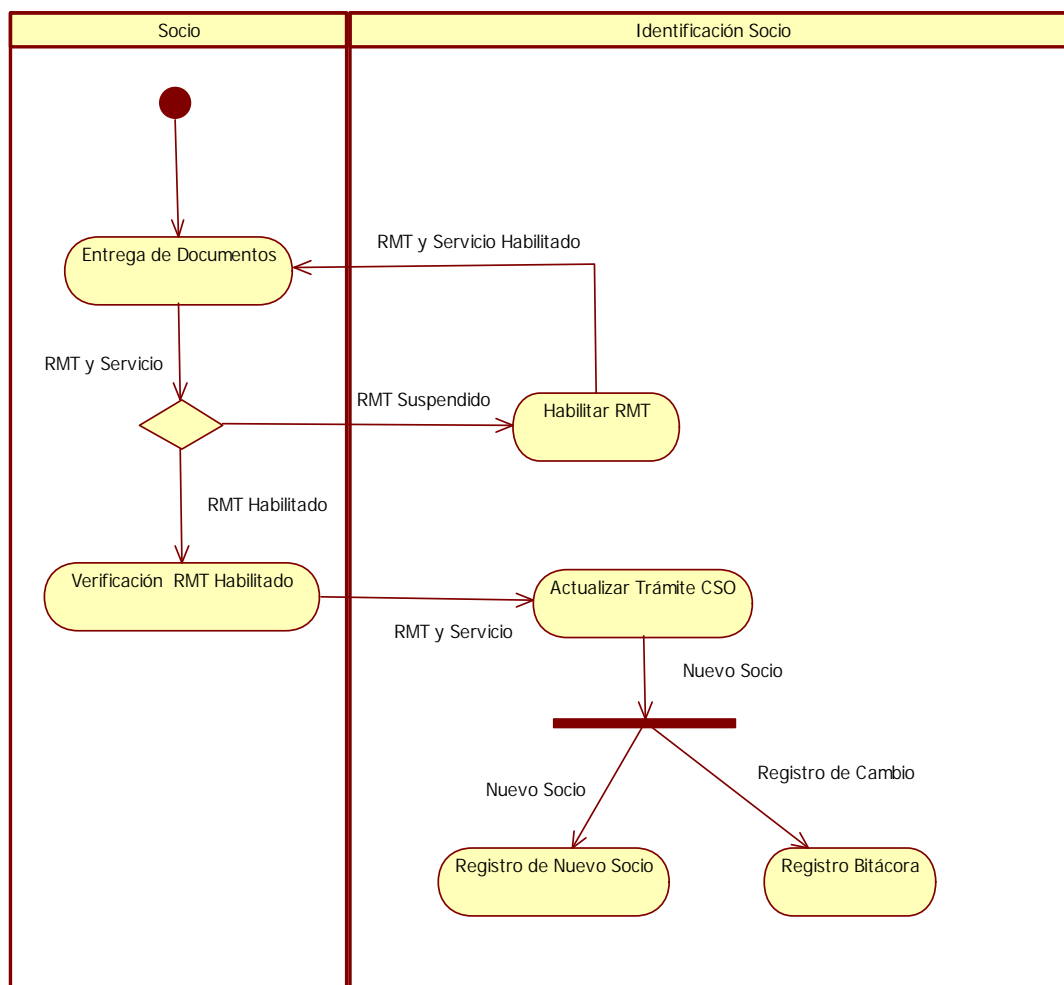 Socio
Identificación Socio
Entrega de Documentos
RMT y Servicio Habilitado
RMT y Servicio
RMT Suspendido
Habilitar RMT
RMT Habilitado
Verificación RMT Habilitado
Actualizar Trámite CSO
RMT y Servicio
Nuevo Socio
Nuevo Socio
Registro de Cambio
Registro de Nuevo Socio
Registro Bitácora